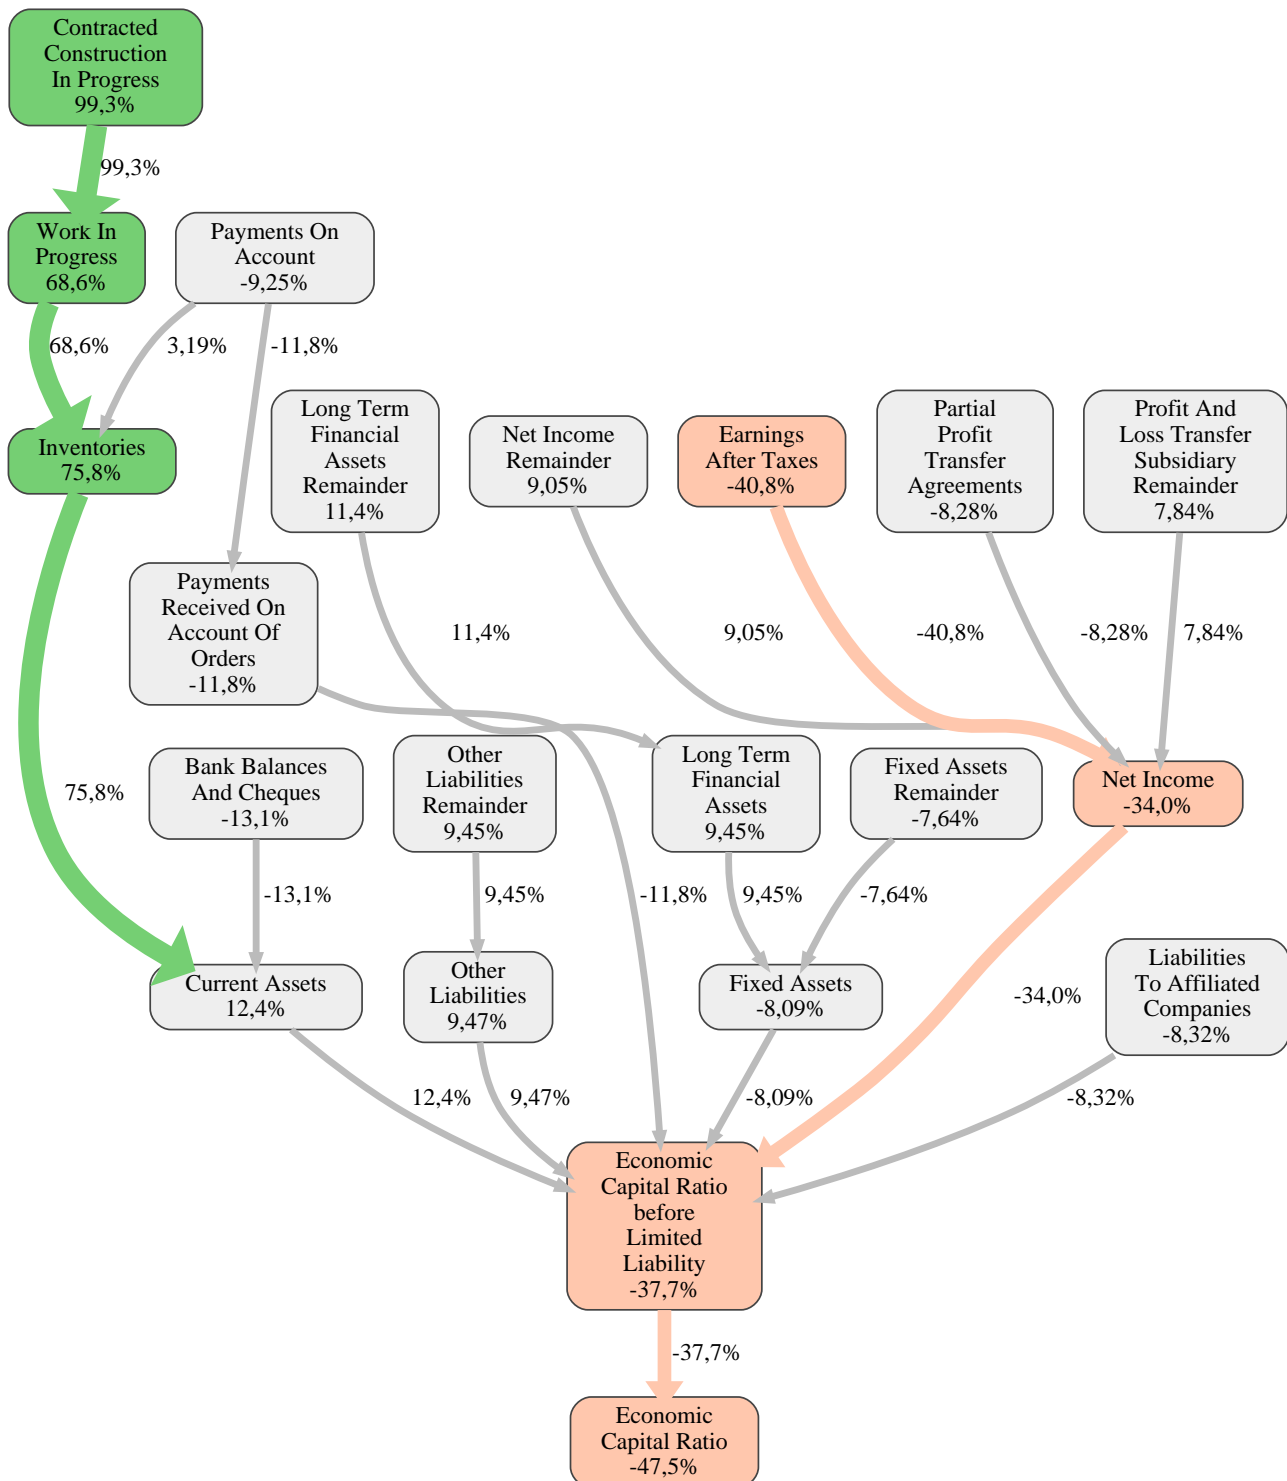 Contracted
Construction
In Progress
99,3%
99,3%
Work In
Progress
68,6%
Payments On
Account
-9,25%
68,6%
3,19%
-11,8%
Inventories
75,8%
Long Term
Financial
Assets
Remainder
11,4%
Net Income
Remainder
9,05%
Earnings
After Taxes
-40,8%
Partial
Profit
Transfer
Agreements
-8,28%
Profit And
Loss Transfer
Subsidiary
Remainder
7,84%
Payments
Received On
Account Of
Orders
-11,8%
11,4%
9,05%
-40,8%
-8,28%
7,84%
75,8%
Bank Balances
And Cheques
-13,1%
Other
Liabilities
Remainder
9,45%
Long Term
Financial
Assets
9,45%
Fixed Assets
Remainder
-7,64%
Net Income
-34,0%
-13,1%
9,45%
-11,8%
9,45%
-7,64%
Current Assets
12,4%
Other
Liabilities
9,47%
Fixed Assets
-8,09%
-34,0%
Liabilities
To Affiliated
Companies
-8,32%
12,4%
9,47%
-8,09%
-8,32%
Economic
Capital Ratio
before
Limited
Liability
-37,7%
-37,7%
Economic
Capital Ratio
-47,5%